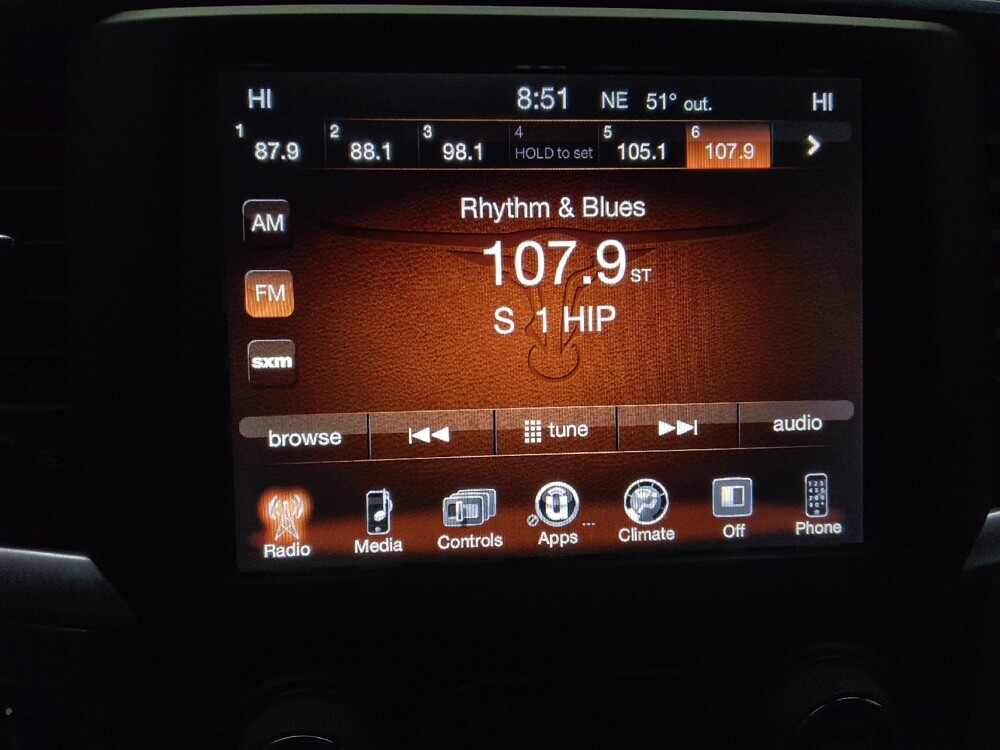 HI 8:51 NE 51° out. HI
1 87.9 2 88.1 3 98.1 4 HOLD to set 5 105.1 6 107.9
AM
Rhythm & Blues
107.9 ST
FM
S 1 HIP
sxm
browse tune audio
Radio Media Controls Apps Climate Off Phone